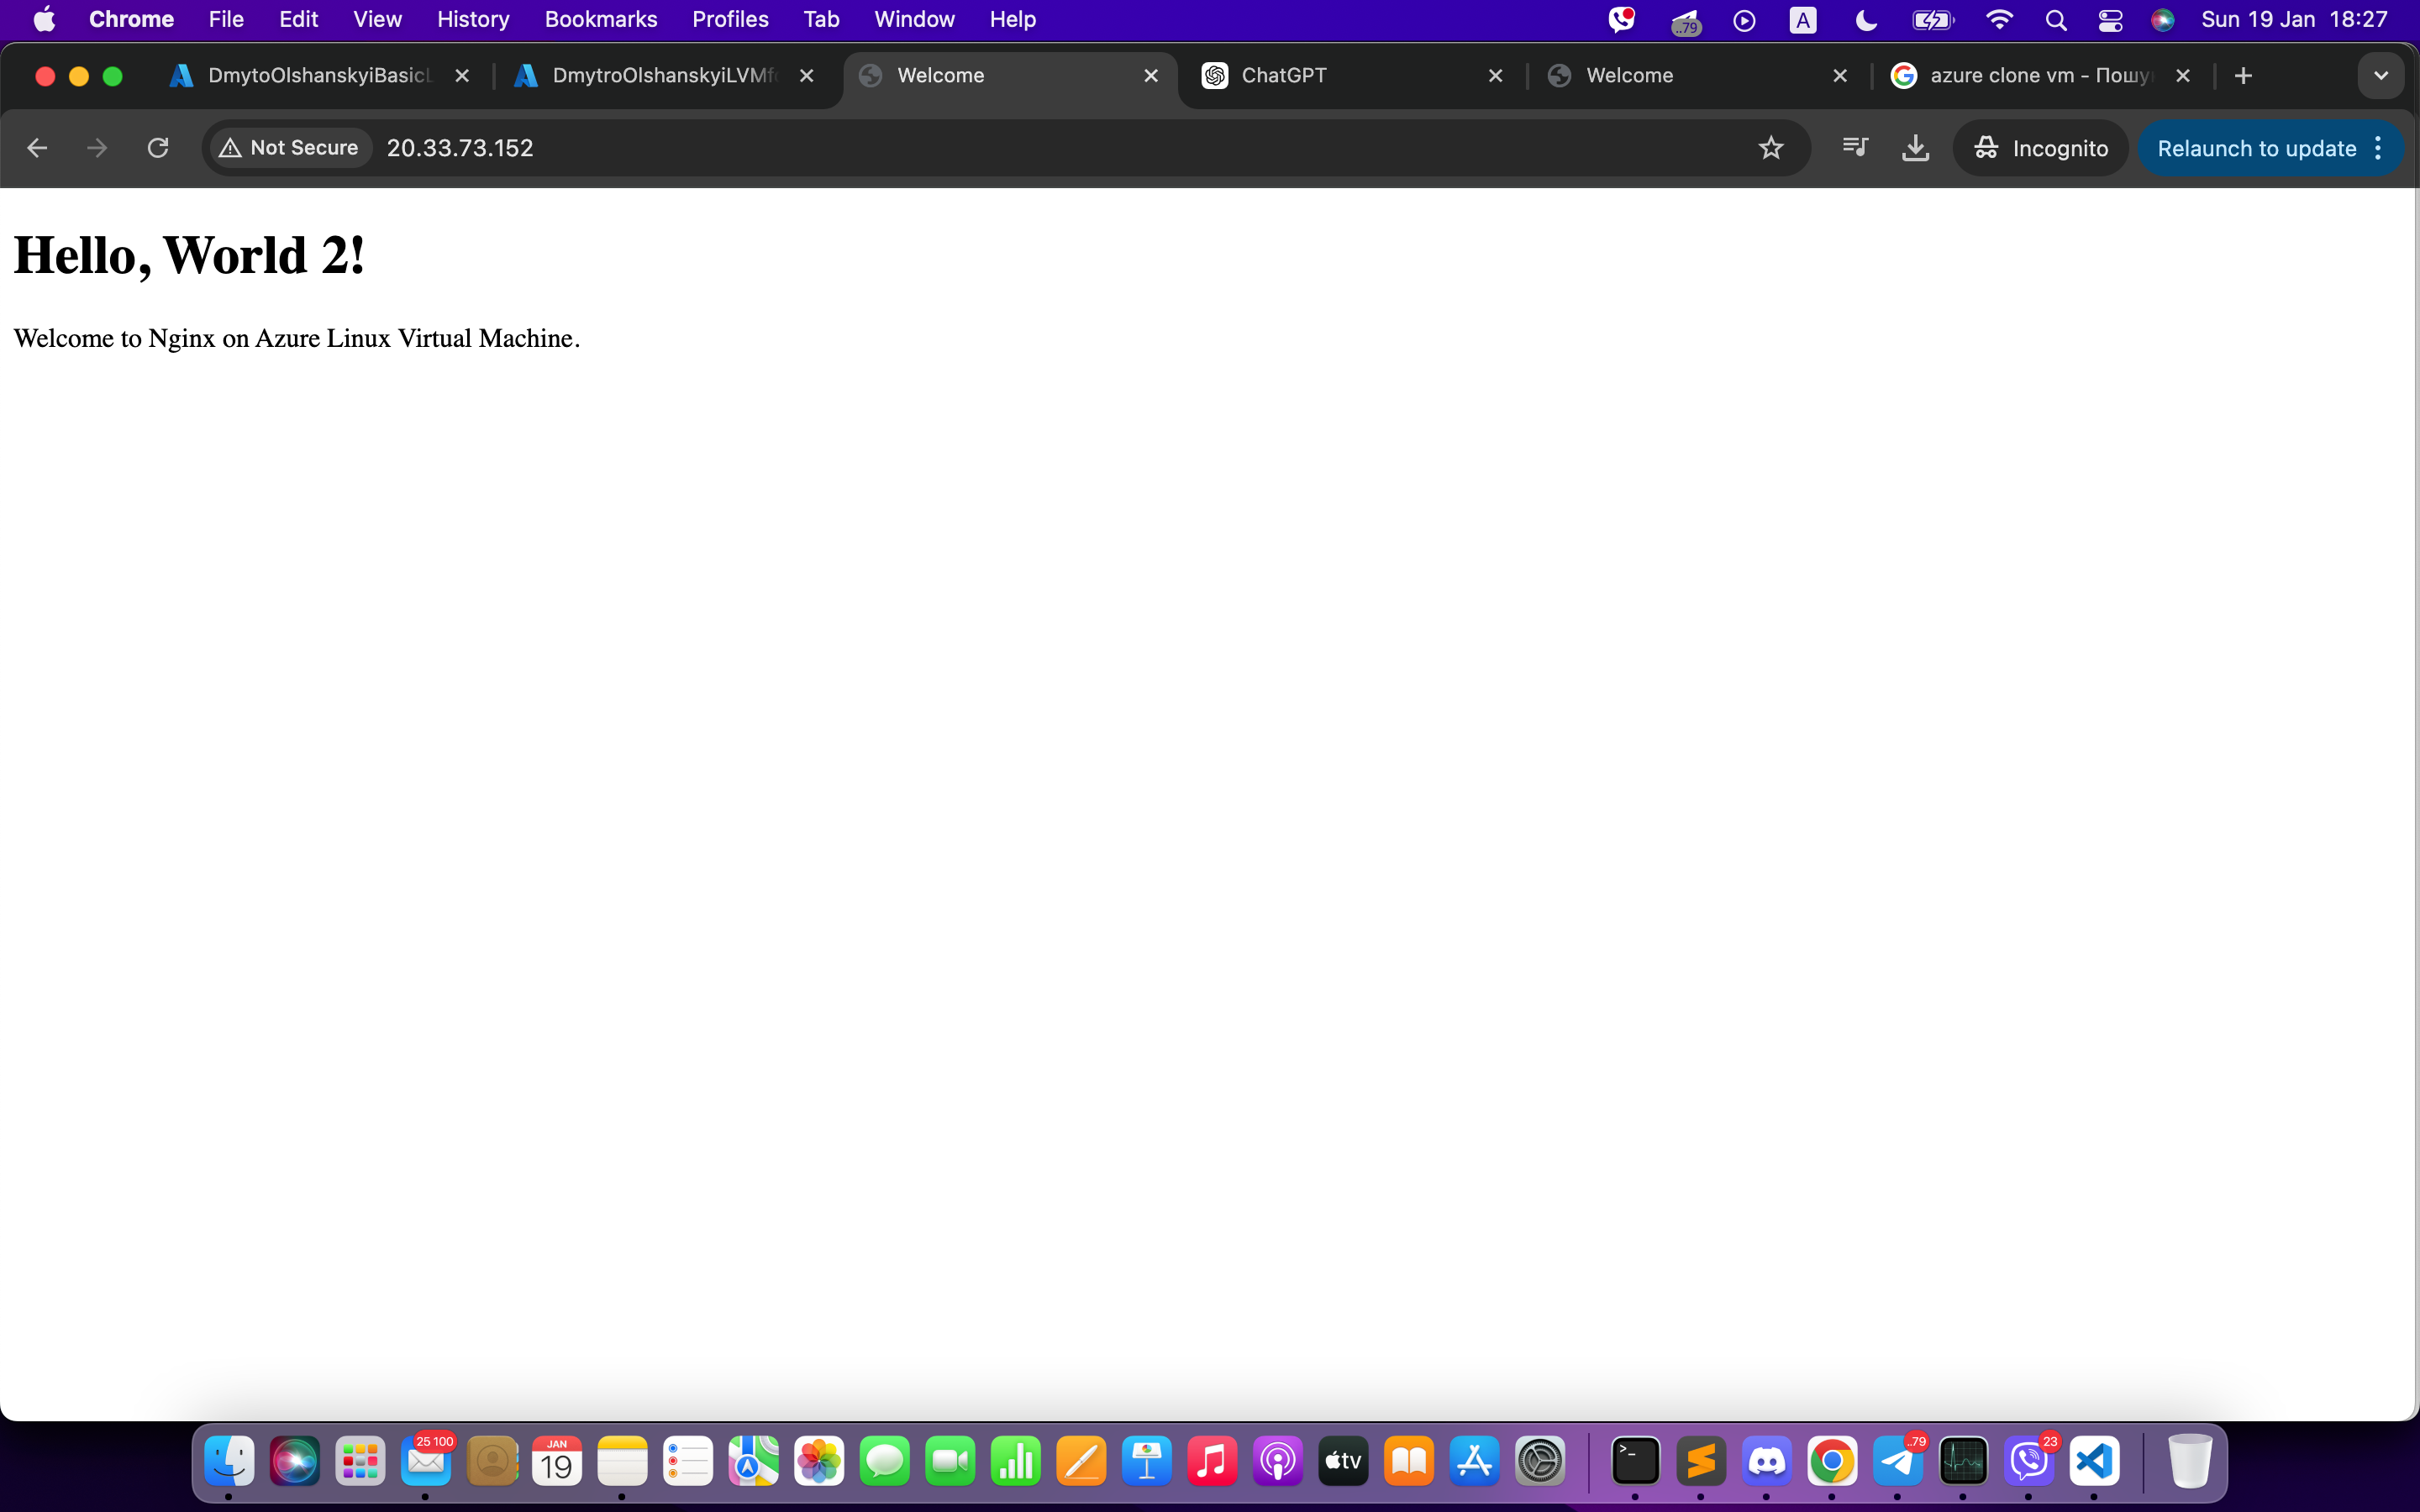 Chrome File Edit View History Bookmarks Profiles Tab Window Help ..79 A Sun 19 Jan 18:27
DmytoOlshanskyiBasicL DmytroOlshanskyiLVMf Welcome ChatGPT Welcome azure clone vm - Пошу
Not Secure 20.33.73.152 Incognito Relaunch to update
Hello, World 2!
Welcome to Nginx on Azure Linux Virtual Machine.
25 100 JAN 19 tv >_ ..79 23